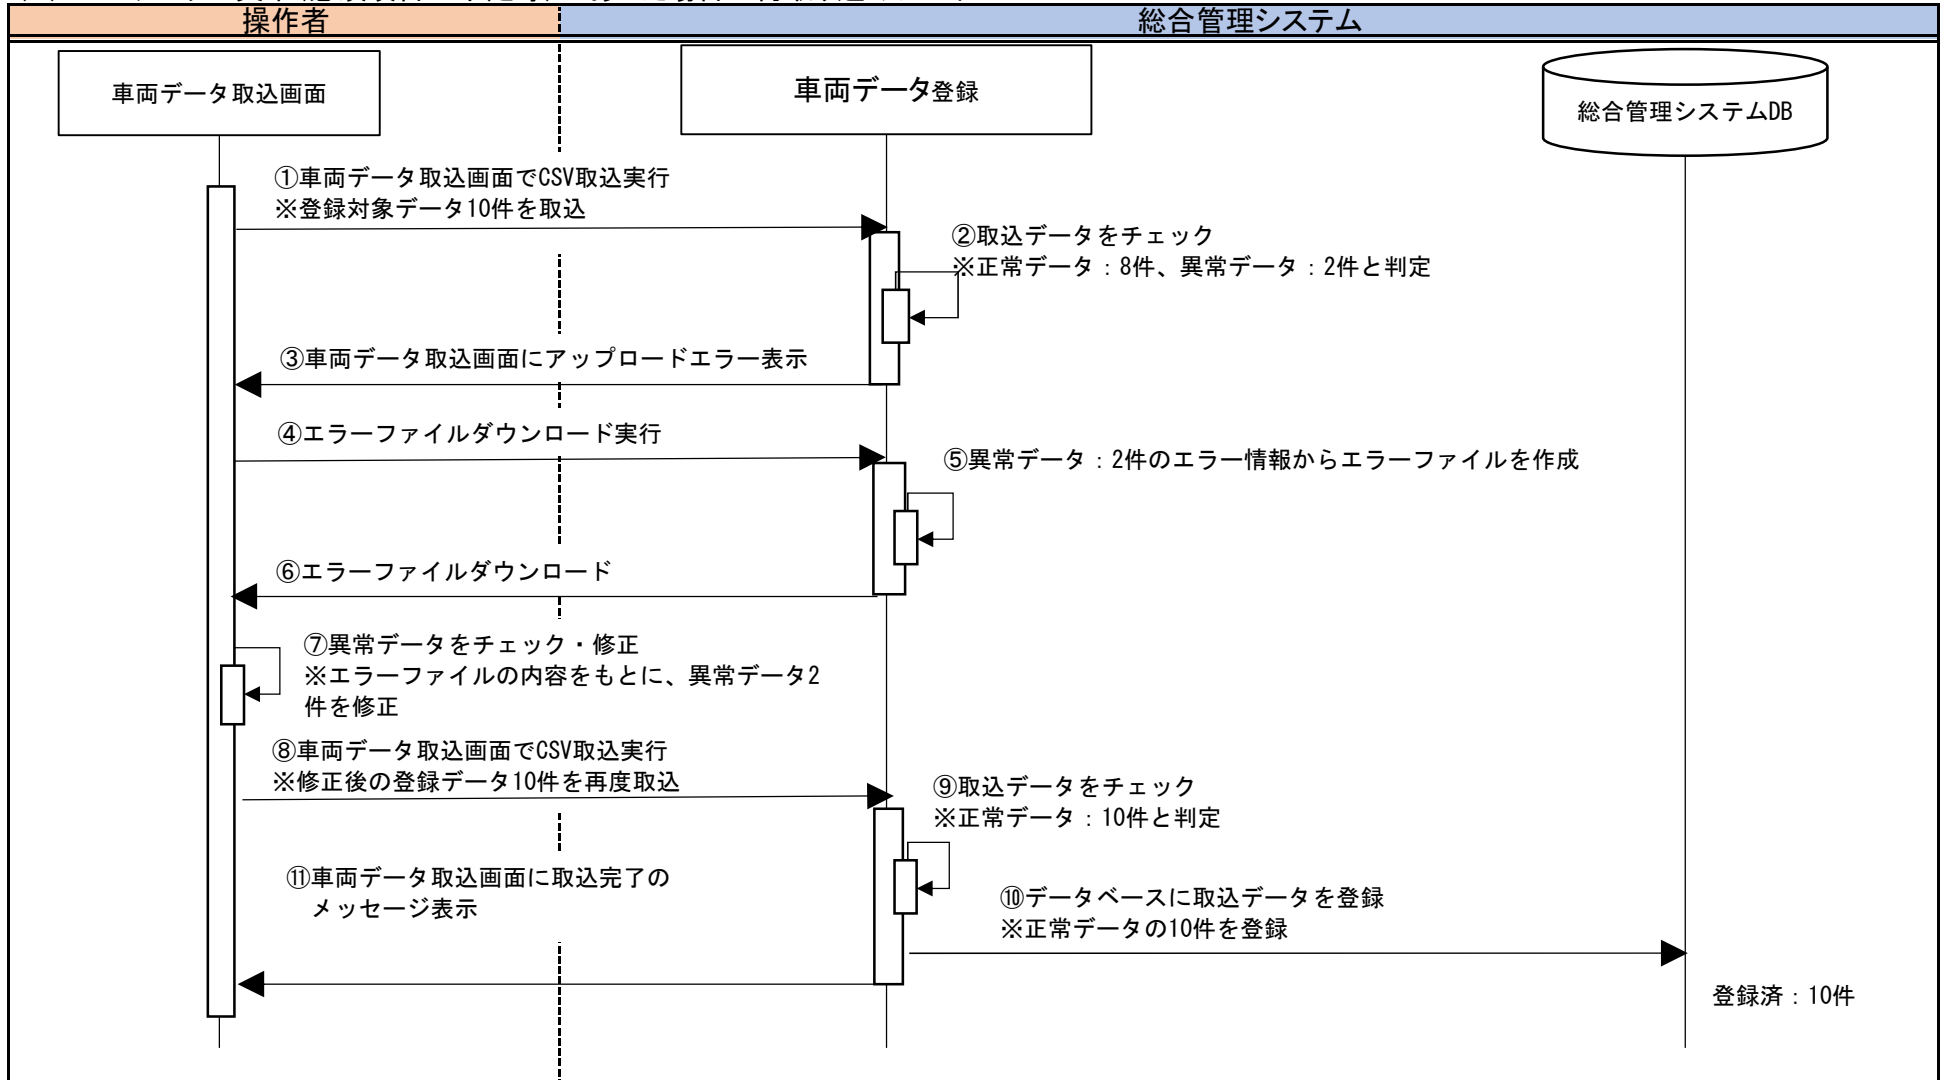 操作者
総合管理システム
車両データ取込画面
車両データ登録
総合管理システムDB
①車両データ取込画面でCSV取込実行
※登録対象データ10件を取込
②取込データをチェック
※正常データ：8件、異常データ：2件と判定
③車両データ取込画面にアップロードエラー表示
④エラーファイルダウンロード実行
⑤異常データ：2件のエラー情報からエラーファイルを作成
⑥エラーファイルダウンロード
⑦異常データをチェック・修正
※エラーファイルの内容をもとに、異常データ2
件を修正
⑧車両データ取込画面でCSV取込実行
※修正後の登録データ10件を再度取込
⑨取込データをチェック
※正常データ：10件と判定
⑪車両データ取込画面に取込完了の
メッセージ表示
⑩データベースに取込データを登録
※正常データの10件を登録
登録済：10件